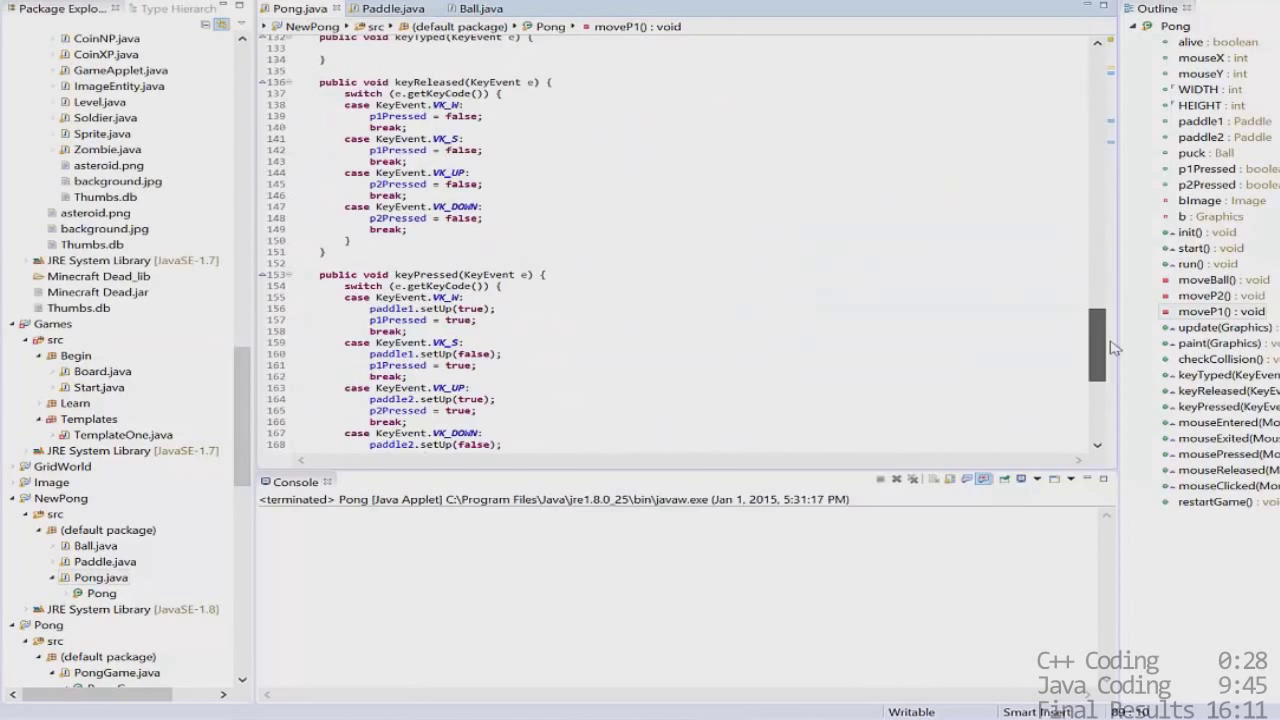 Package Explo...
Type Hierarch
CoinNP.java
CoinXP.java
GameApplet.java
ImageEntity.java
Level.java
Soldier.java
Sprite.java
Zombie.java
asteroid.png
background.jpg
Thumbs.db
asteroid.png
background.jpg
Thumbs.db
JRE System Library [JavaSE-1.7]
Minecraft Dead_lib
Minecraft Dead.jar
Thumbs.db
Games
src
Begin
Board.java
Start.java
Learn
Templates
TemplateOne.java
JRE System Library [JavaSE-1.7]
GridWorld
Image
NewPong
src
(default package)
Ball.java
Paddle.java
Pong.java
Pong
JRE System Library [JavaSE-1.8]
Pong
src
(default package)
PongGame.java
Pong.java Paddle.java Ball.java
NewPong src (default package) Pong moveP1() : void
132 public void keyTyped(KeyEvent e) {
133
134 }
135
136 public void keyReleased(KeyEvent e) {
137 switch (e.getKeyCode()) {
138 case KeyEvent.VK_W:
139 p1Pressed = false;
140 break;
141 case KeyEvent.VK_S:
142 p1Pressed = false;
143 break;
144 case KeyEvent.VK_UP:
145 p2Pressed = false;
146 break;
147 case KeyEvent.VK_DOWN:
148 p2Pressed = false;
149 break;
150 }
151 }
152
153 public void keyPressed(KeyEvent e) {
154 switch (e.getKeyCode()) {
155 case KeyEvent.VK_W:
156 paddle1.setUp(true);
157 p1Pressed = true;
158 break;
159 case KeyEvent.VK_S:
160 paddle1.setUp(false);
161 p1Pressed = true;
162 break;
163 case KeyEvent.VK_UP:
164 paddle2.setUp(true);
165 p2Pressed = true;
166 break;
167 case KeyEvent.VK_DOWN:
168 paddle2.setUp(false);
Console
<terminated> Pong [Java Applet] C:\Program Files\Java\jre1.8.0_25\bin\javaw.exe (Jan 1, 2015, 5:31:17 PM)
Outline
Pong
alive : boolean
mouseX : int
mouseY : int
WIDTH : int
HEIGHT : int
paddle1 : Paddle
paddle2 : Paddle
puck : Ball
p1Pressed : boolea
p2Pressed : boolea
bImage : Image
b : Graphics
init() : void
start() : void
run() : void
moveBall() : void
moveP2() : void
moveP1() : void
update(Graphics) :
paint(Graphics) : vo
checkCollision() : v
keyTyped(KeyEven
keyReleased(KeyE
keyPressed(KeyEv
mouseEntered(Mo
mouseExited(Mou
mousePressed(Mo
mouseReleased(M
mouseClicked(Mou
restartGame() : voi
C++ Coding 0:28
Java Coding 9:45
Final Results 16:11
Writable Smart Insert